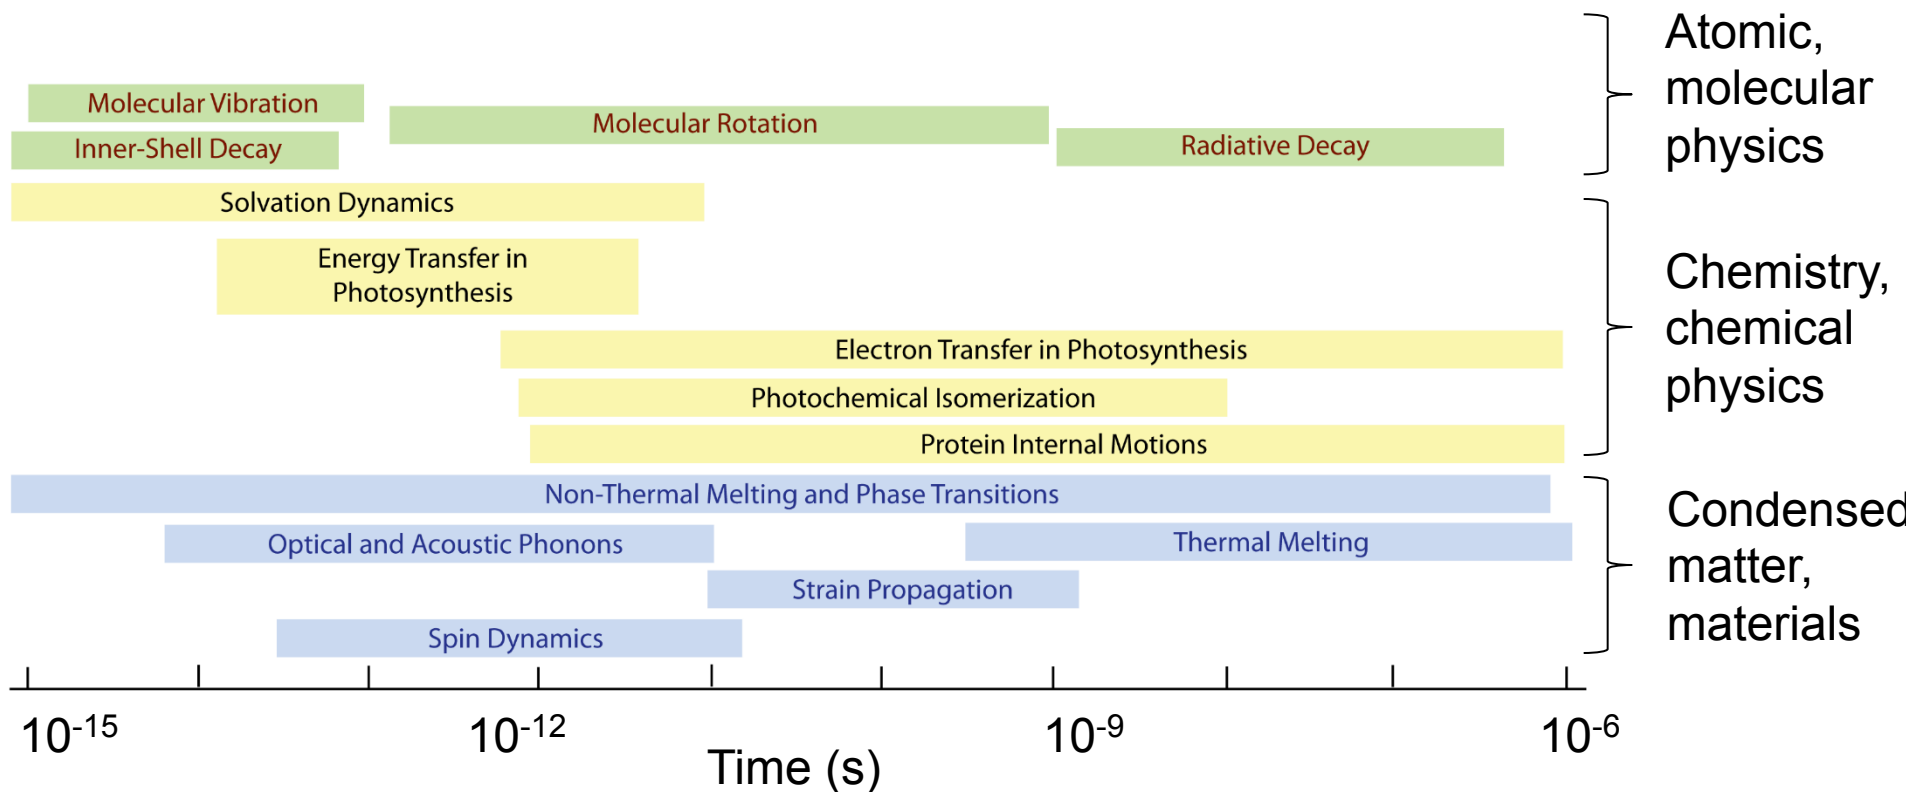 Atomic,
molecular
physics
Molecular Vibration
Molecular Rotation
Inner-Shell Decay
Radiative Decay
Solvation Dynamics
Energy Transfer in
Photosynthesis
Chemistry,
chemical
physics
Electron Transfer in Photosynthesis
Photochemical Isomerization
Protein Internal Motions
Non-Thermal Melting and Phase Transitions
Condensed
matter,
materials
Optical and Acoustic Phonons
Thermal Melting
Strain Propagation
Spin Dynamics
10⁻¹⁵ 10⁻¹² 10⁻⁹ 10⁻⁶
Time (s)